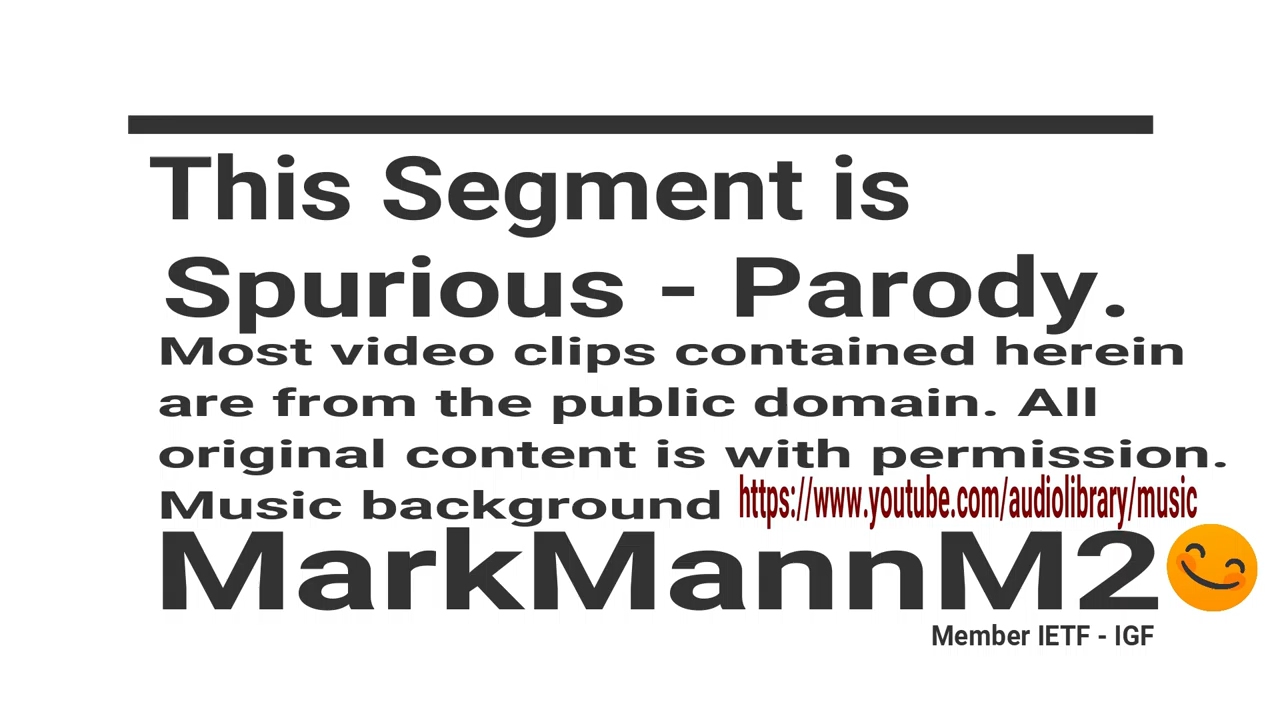 This Segment is
Spurious - Parody.
Most video clips contained herein
are from the public domain. All
original content is with permission.
Music background https://www.youtube.com/audiolibrary/music
MarkMannM2
Member IETF - IGF